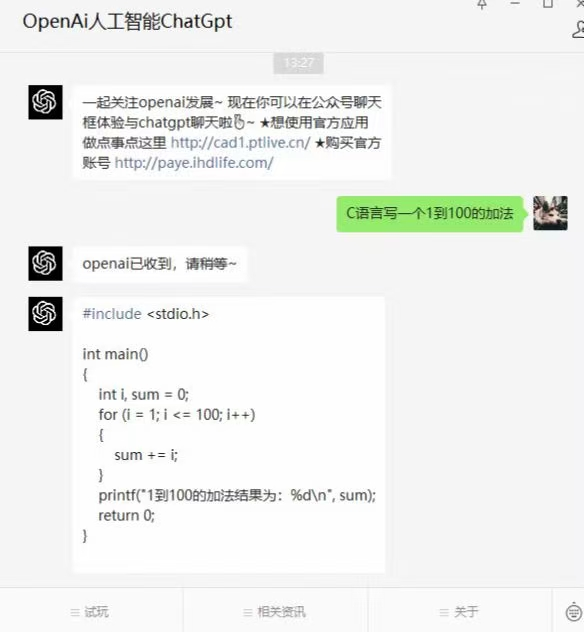 OpenAi人工智能ChatGpt
13:27
一起关注openai发展~ 现在你可以在公众号聊天
框体验与chatgpt聊天啦👆~ ★想使用官方应用
做点事点这里 http://cad1.ptlive.cn/ ★购买官方
账号 http://paye.ihdlife.com/
C语言写一个1到100的加法
openai已收到，请稍等~
#include <stdio.h>
int main()
{
int i, sum = 0;
for (i = 1; i <= 100; i++)
{
sum += i;
}
printf("1到100的加法结果为：%d\n", sum);
return 0;
}
试玩
相关资讯
关于